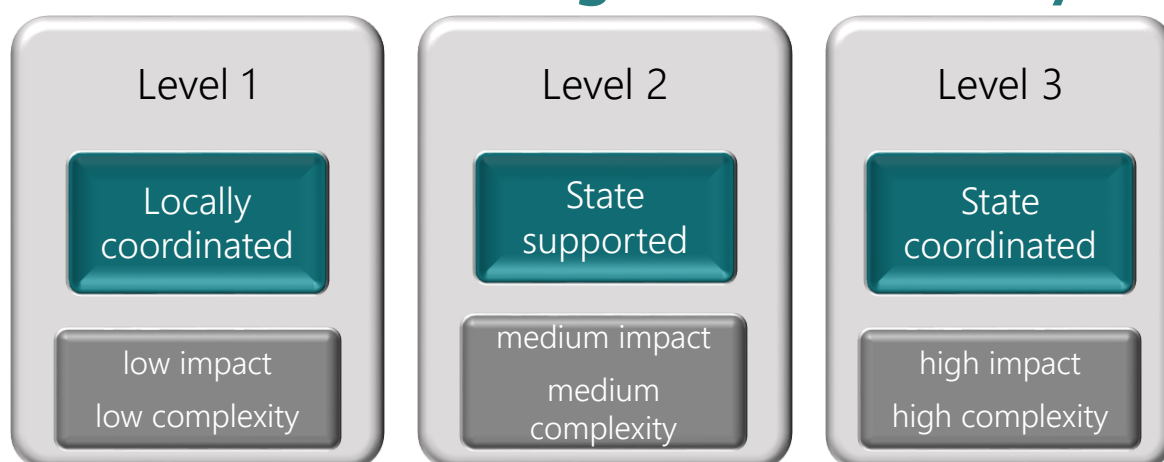 Level 1
Locally
coordinated
low impact
low complexity
Level 2
State
supported
medium impact
medium
complexity
Level 3
State
coordinated
high impact
high complexity